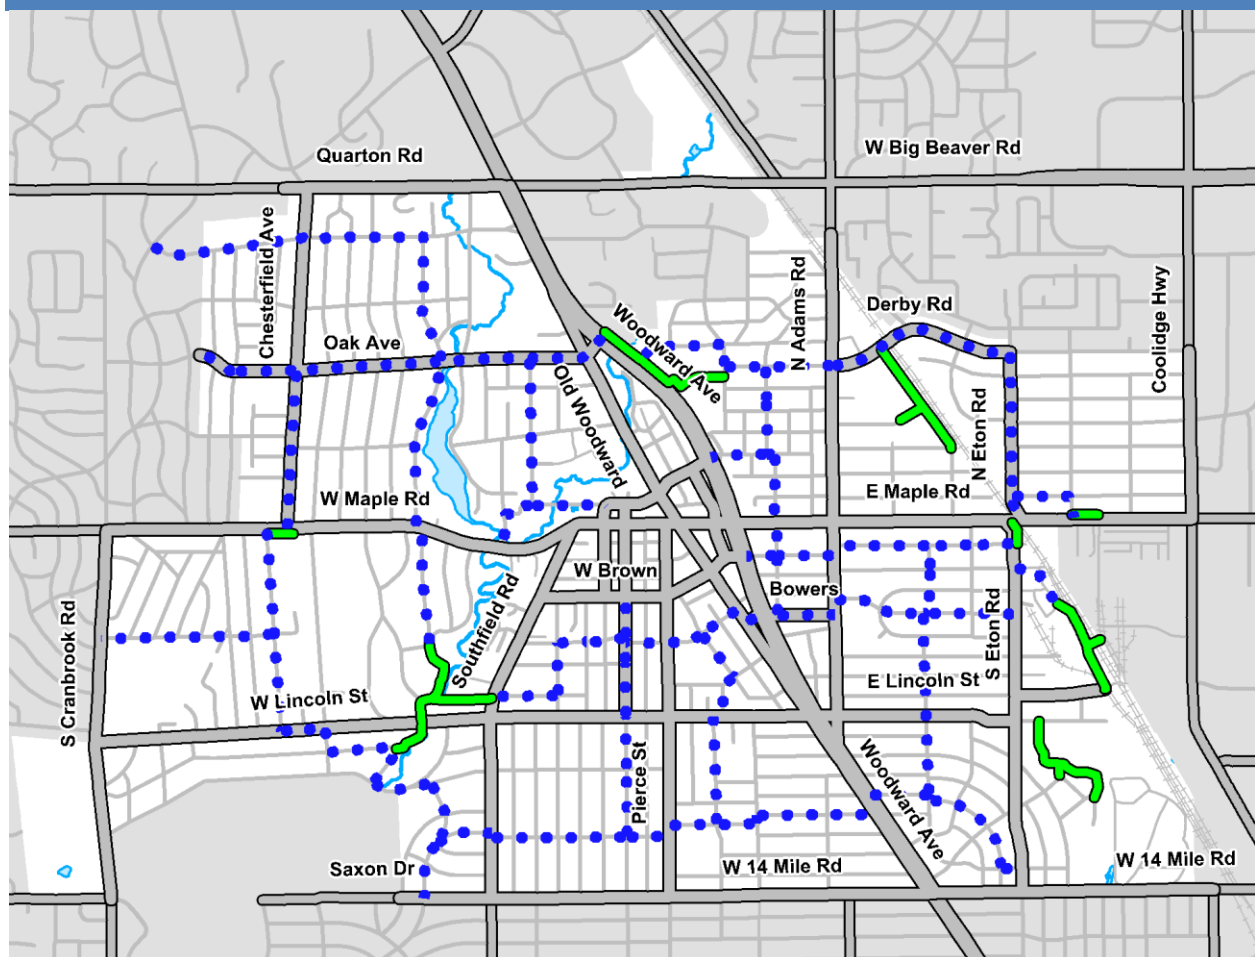 W Big Beaver Rd
Quarton Rd
Chesterfield Ave
N Adams Rd
Coolidge Hwy
Derby Rd
Woodward Ave
Oak Ave
Old Woodward
N Eton Rd
W Maple Rd
E Maple Rd
W Brown
Bowers
Southfield Rd
S Eton Rd
S Cranbrook Rd
W Lincoln St
E Lincoln St
Pierce St
Woodward Ave
Saxon Dr
W 14 Mile Rd
W 14 Mile Rd